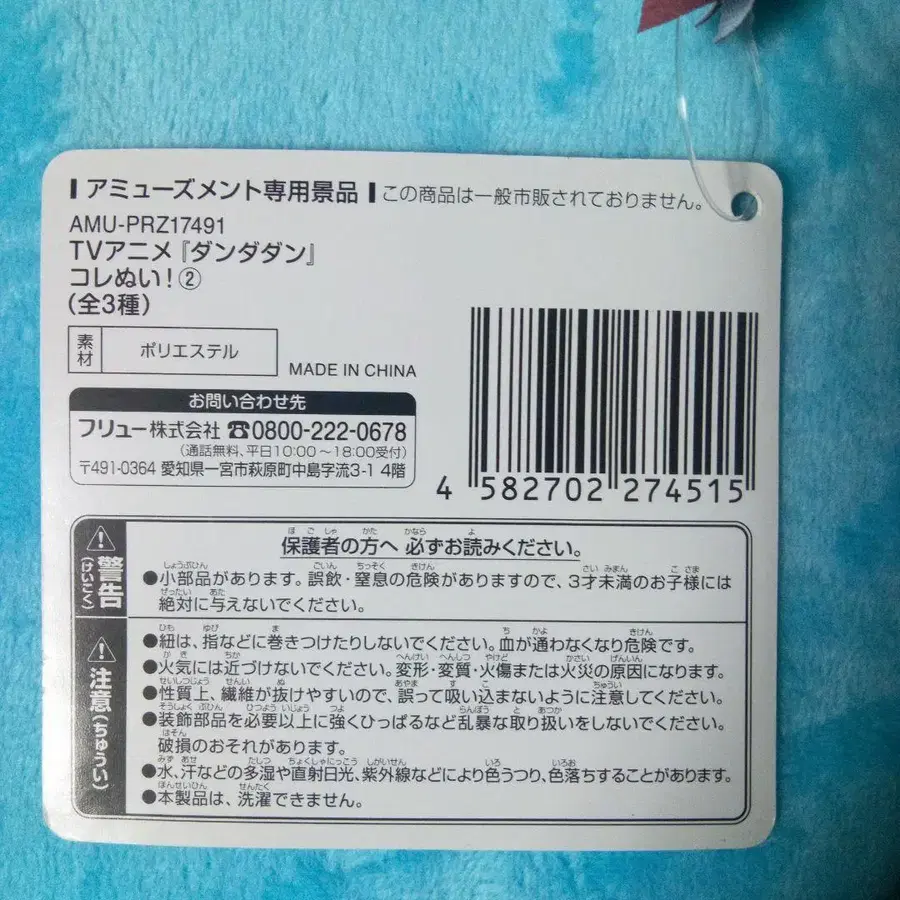 アミューズメント専用景品 この商品は一般市販されておりません。
AMU-PRZ17491
TVアニメ『ダンダダン』
コレぬい!②
(全3種)
素材 ポリエステル
MADE IN CHINA
お問い合わせ先
フリュー株式会社 ☎0800-222-0678
(通話無料、平日10:00～18:00受付)
〒491-0364 愛知県一宮市萩原町中島字流3-1 4階
4 582702 274515
警告(けいこく)
保護者の方へ 必ずお読みください。
●小部品があります。誤飲・窒息の危険がありますので、3才未満のお子様には
絶対に与えないでください。
注意(ちゅうい)
●紐は、指などに巻きつけたりしないでください。血が通わなくなり危険です。
●火気には近づけないでください。変形・変質・火傷または火災の原因になります。
●性質上、繊維が抜けやすいので、誤って吸い込まないように注意してください。
●装飾部品を必要以上に強くひっぱるなど乱暴な取り扱いをしないでください。
破損のおそれがあります。
●水、汗などの多湿や直射日光、紫外線などにより色うつり、色落ちすることがあります。
●本製品は、洗濯できません。